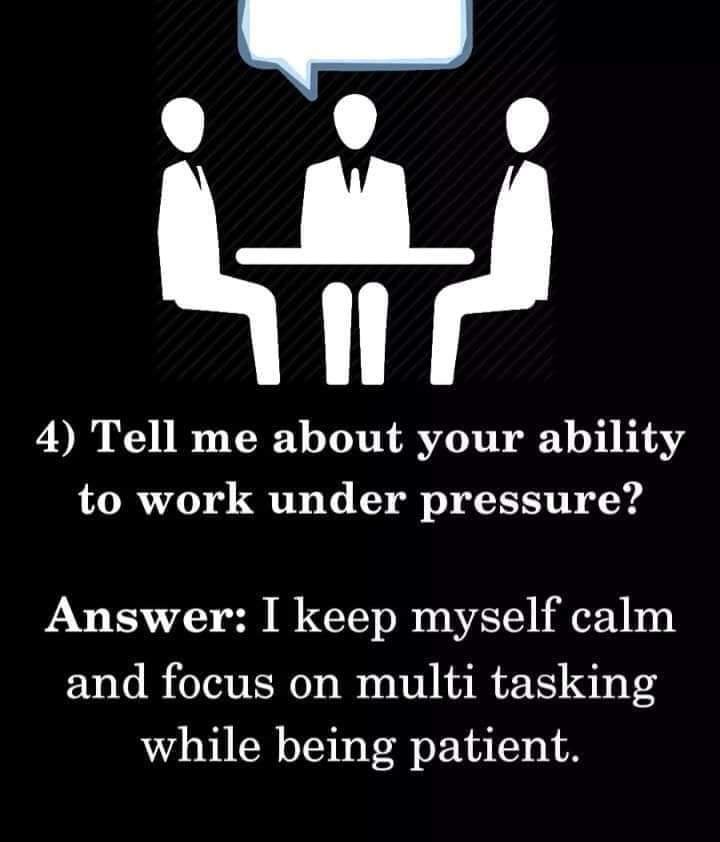 4) Tell me about your ability
to work under pressure?
Answer: I keep myself calm
and focus on multi tasking
while being patient.